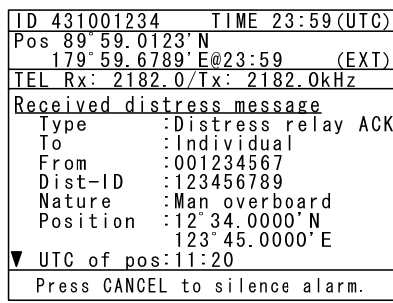 ID 431001234 TIME 23:59(UTC)
Pos 89°59.0123'N
179°59.6789'E@23:59 (EXT)
TEL Rx: 2182.0/Tx: 2182.0kHz
Received distress message
Type :Distress relay ACK
To :Individual
From :001234567
Dist-ID :123456789
Nature :Man overboard
Position :12°34.0000'N
123°45.0000'E
▼ UTC of pos:11:20
Press CANCEL to silence alarm.